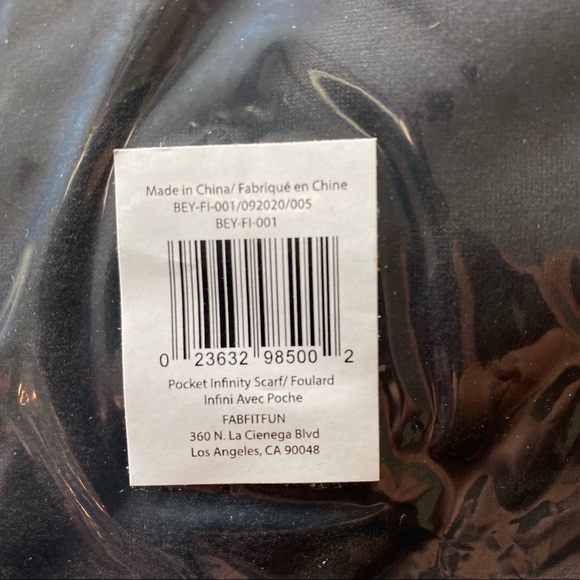 Made in China/ Fabriqué en Chine
BEY-FI-001/092020/005
BEY-FI-001
0 23632 98500 2
Pocket Infinity Scarf/ Foulard
Infini Avec Poche
FABFITFUN
360 N. La Cienega Blvd
Los Angeles, CA 90048